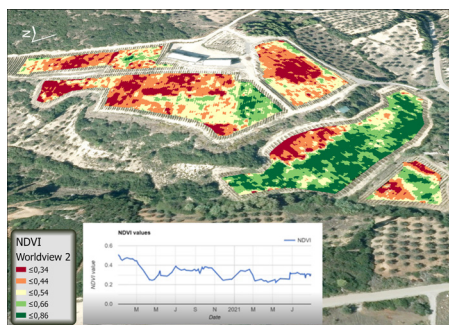 N
NDVI
Worldview 2
≤0,34
≤0,44
≤0,54
≤0,66
≤0,86
NDVI values
NDVI
NDVI value
0.6
0.4
0.2
0.0
M M J S N 2021 M M J
Date